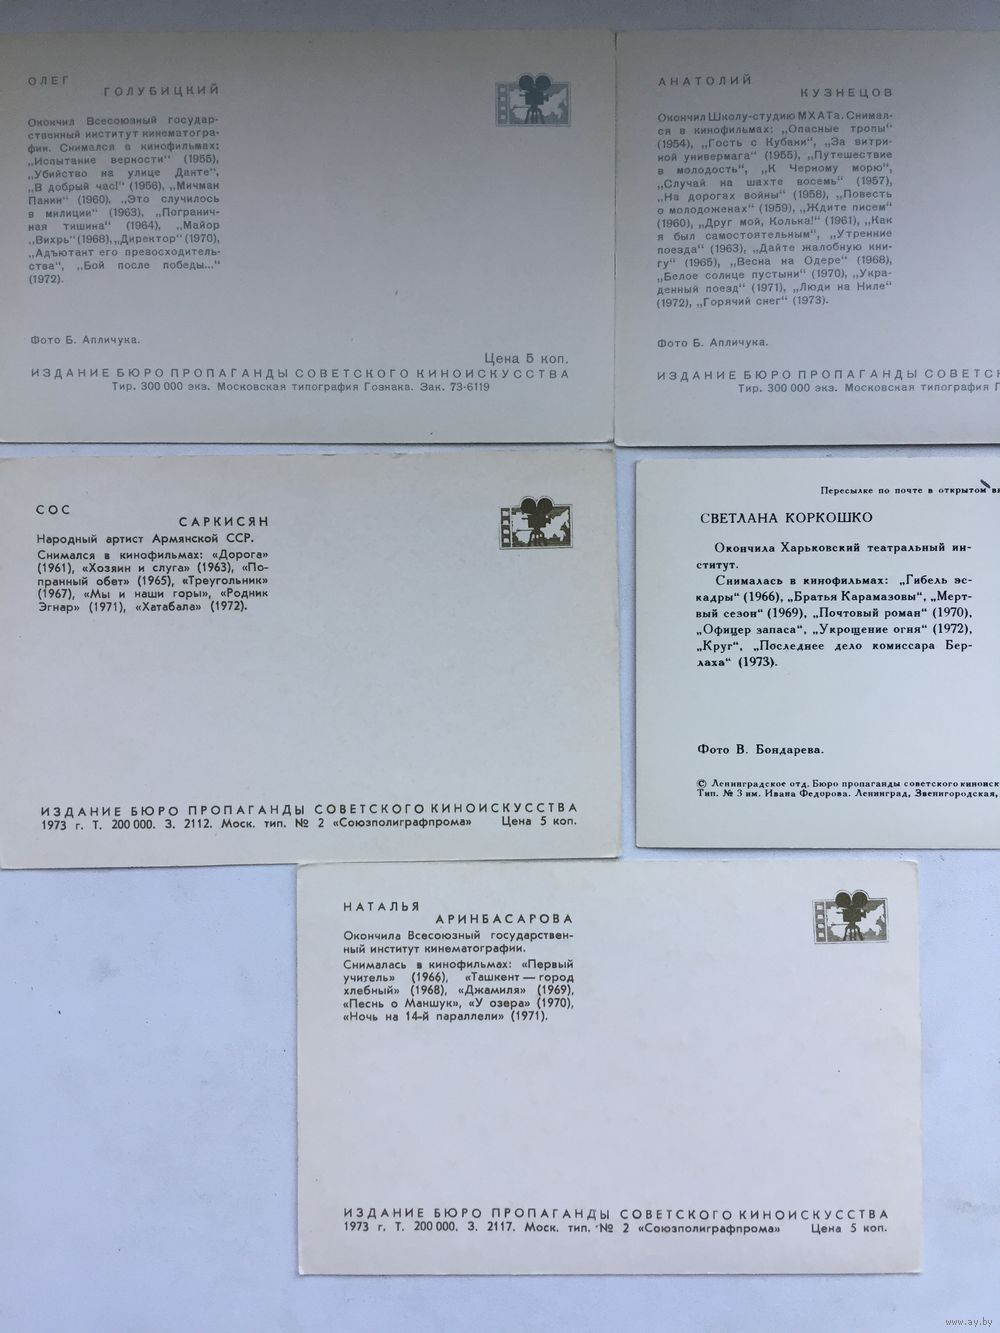 ОЛЕГ
ГОЛУБИЦКИЙ
Окончил Всесоюзный государ-
ственный институт кинематогра-
фии. Снимался в кинофильмах:
„Испытание верности“ (1955),
„Убийство на улице Данте“,
„В добрый час!“ (1956), „Мичман
Панин“ (1960), „Это случилось
в милиции“ (1963), „Погранич-
ная тишина“ (1964), „Майор
„Вихрь“ (1968), „Директор“ (1970),
„Адъютант его превосходитель-
ства“, „Бой после победы...“
(1972).
Фото Б. Апличука.
Цена 5 коп.
ИЗДАНИЕ БЮРО ПРОПАГАНДЫ СОВЕТСКОГО КИНОИСКУССТВА
Тир. 300 000 экз. Московская типография Гознака. Зак. 73-6119
АНАТОЛИЙ
КУЗНЕЦОВ
Окончил Школу-студию МХАТа. Снимал-
ся в кинофильмах: „Опасные тропы“
(1954), „Гость с Кубани“, „За витри-
ной универмага“ (1955), „Путешествие
в молодость“, „К Черному морю“,
„Случай на шахте восемь“ (1957),
„На дорогах войны“ (1958), „Повесть
о молодоженах“ (1959), „Ждите писем“
(1960), „Друг мой, Колька!“ (1961), „Как
я был самостоятельным“, „Утренние
поезда“ (1963), „Дайте жалобную кни-
гу“ (1965), „Весна на Одере“ (1968),
„Белое солнце пустыни“ (1970), „Укра-
денный поезд“ (1971), „Люди на Ниле“
(1972), „Горячий снег“ (1973).
Фото Б. Апличука.
ИЗДАНИЕ БЮРО ПРОПАГАНДЫ СОВЕТСК
Тир. 300 000 экз. Московская типография Г
СОС
САРКИСЯН
Народный артист Армянской ССР.
Снимался в кинофильмах: «Дорога»
(1961), «Хозяин и слуга» (1963), «По-
пранный обет» (1965), «Треугольник»
(1967), «Мы и наши горы», «Родник
Эгнар» (1971), «Хатабала» (1972).
ИЗДАНИЕ БЮРО ПРОПАГАНДЫ СОВЕТСКОГО КИНОИСКУССТВА
1973 г. Т. 200 000. З. 2112. Моск. тип. № 2 «Союзполиграфпрома» Цена 5 коп.
Пересылке по почте в открытом ви
СВЕТЛАНА КОРКОШКО
Окончила Харьковский театральный ин-
ститут.
Снималась в кинофильмах: „Гибель эс-
кадры“ (1966), „Братья Карамазовы“, „Мерт-
вый сезон“ (1969), „Почтовый роман“ (1970),
„Офицер запаса“, „Укрощение огня“ (1972),
„Круг“, „Последнее дело комиссара Бер-
лаха“ (1973).
Фото В. Бондарева.
© Ленинградское отд. Бюро пропаганды советского киноиск
Тип. № 3 им. Ивана Федорова. Ленинград, Звенигородская,
НАТАЛЬЯ
АРИНБАСАРОВА
Окончила Всесоюзный государствен-
ный институт кинематографии.
Снималась в кинофильмах: «Первый
учитель» (1966), «Ташкент — город
хлебный» (1968), «Джамиля» (1969),
«Песнь о Маншук», «У озера» (1970),
«Ночь на 14-й параллели» (1971).
ИЗДАНИЕ БЮРО ПРОПАГАНДЫ СОВЕТСКОГО КИНОИСКУССТВА
1973 г. Т. 200 000. З. 2117. Моск. тип. № 2 «Союзполиграфпрома» Цена 5 коп.
www.ay.by